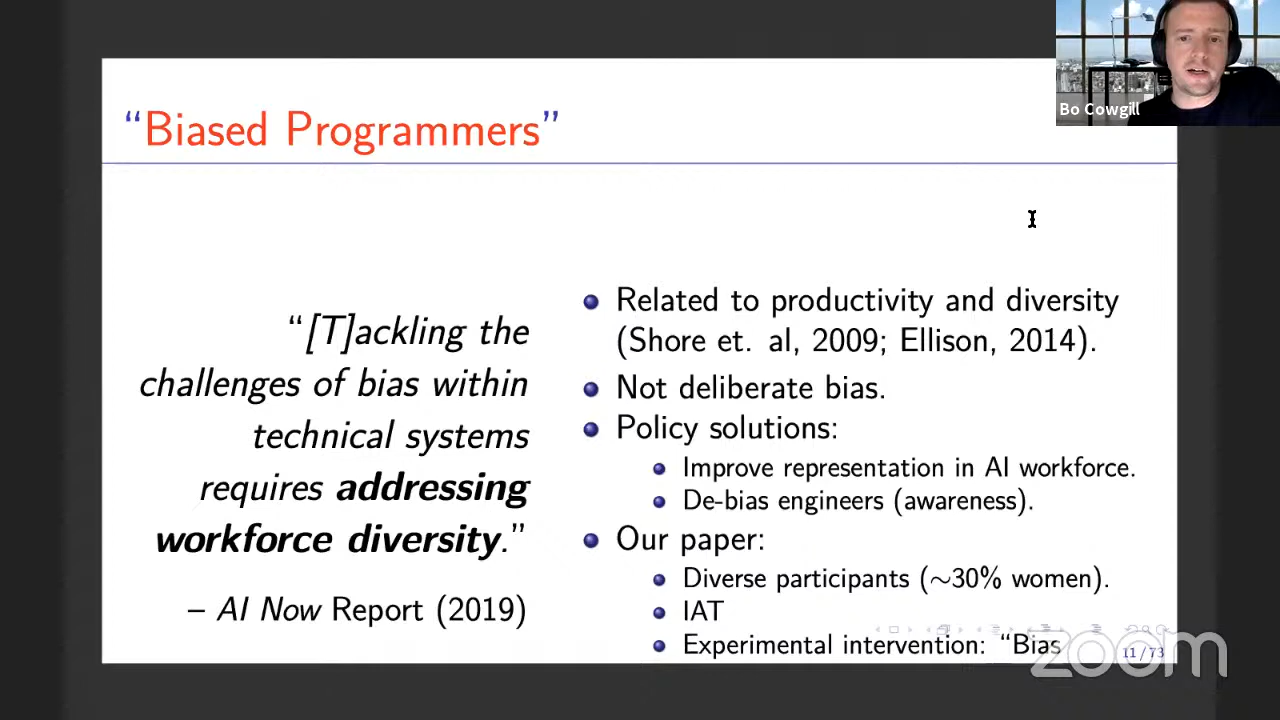 Bo Cowgill
“Biased Programmers”
“[T]ackling the
challenges of bias within
technical systems
requires addressing
workforce diversity.”
– AI Now Report (2019)
Related to productivity and diversity
(Shore et. al, 2009; Ellison, 2014).
Not deliberate bias.
Policy solutions:
Improve representation in AI workforce.
De-bias engineers (awareness).
Our paper:
Diverse participants (∼30% women).
IAT
Experimental intervention: “Bias
11 / 73
zoom